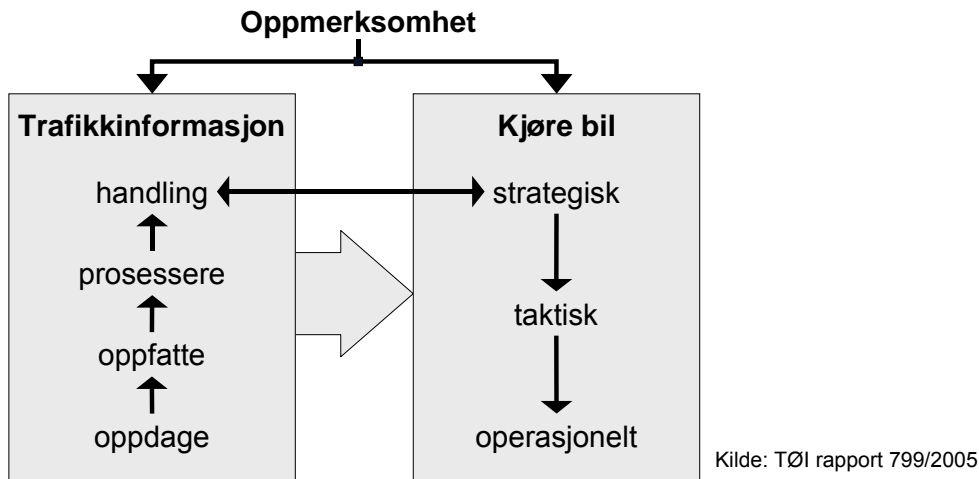 Oppmerksomhet
Trafikkinformasjon
handling
prosessere
oppfatte
oppdage
Kjøre bil
strategisk
taktisk
operasjonelt
Kilde: TØI rapport 799/2005